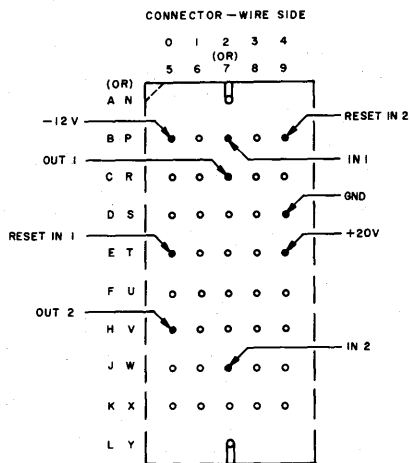 CONNECTOR — WIRE SIDE
0 1 2 3 4
(OR)
5 6 7 8 9
(OR)
A N
-12 V
B P
RESET IN 2
OUT 1
IN 1
C R
GND
D S
RESET IN 1
+20V
E T
F U
OUT 2
H V
IN 2
J W
K X
L Y